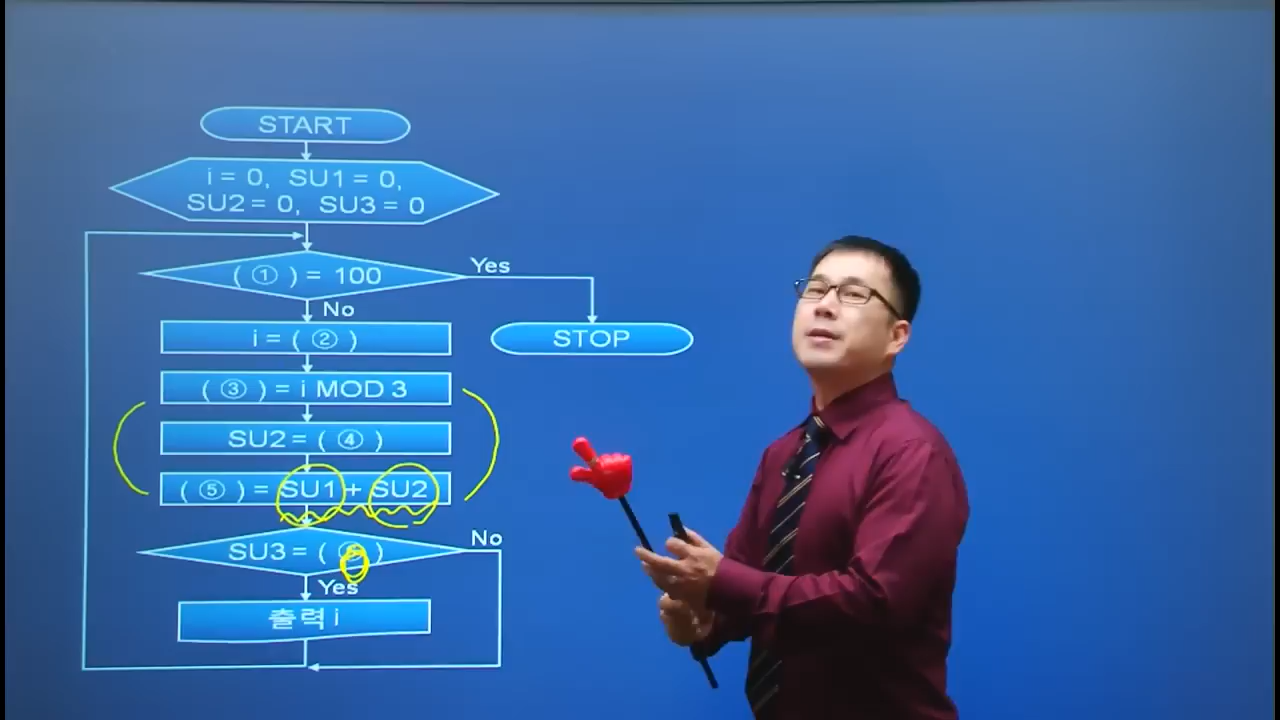 START
i = 0, SU1 = 0,
SU2 = 0, SU3 = 0
( ① ) = 100
Yes
No
i = ( ② )
STOP
( ③ ) = i MOD 3
SU2 = ( ④ )
( ⑤ ) = SU1 + SU2
SU3 = ( )
No
Yes
출력 i